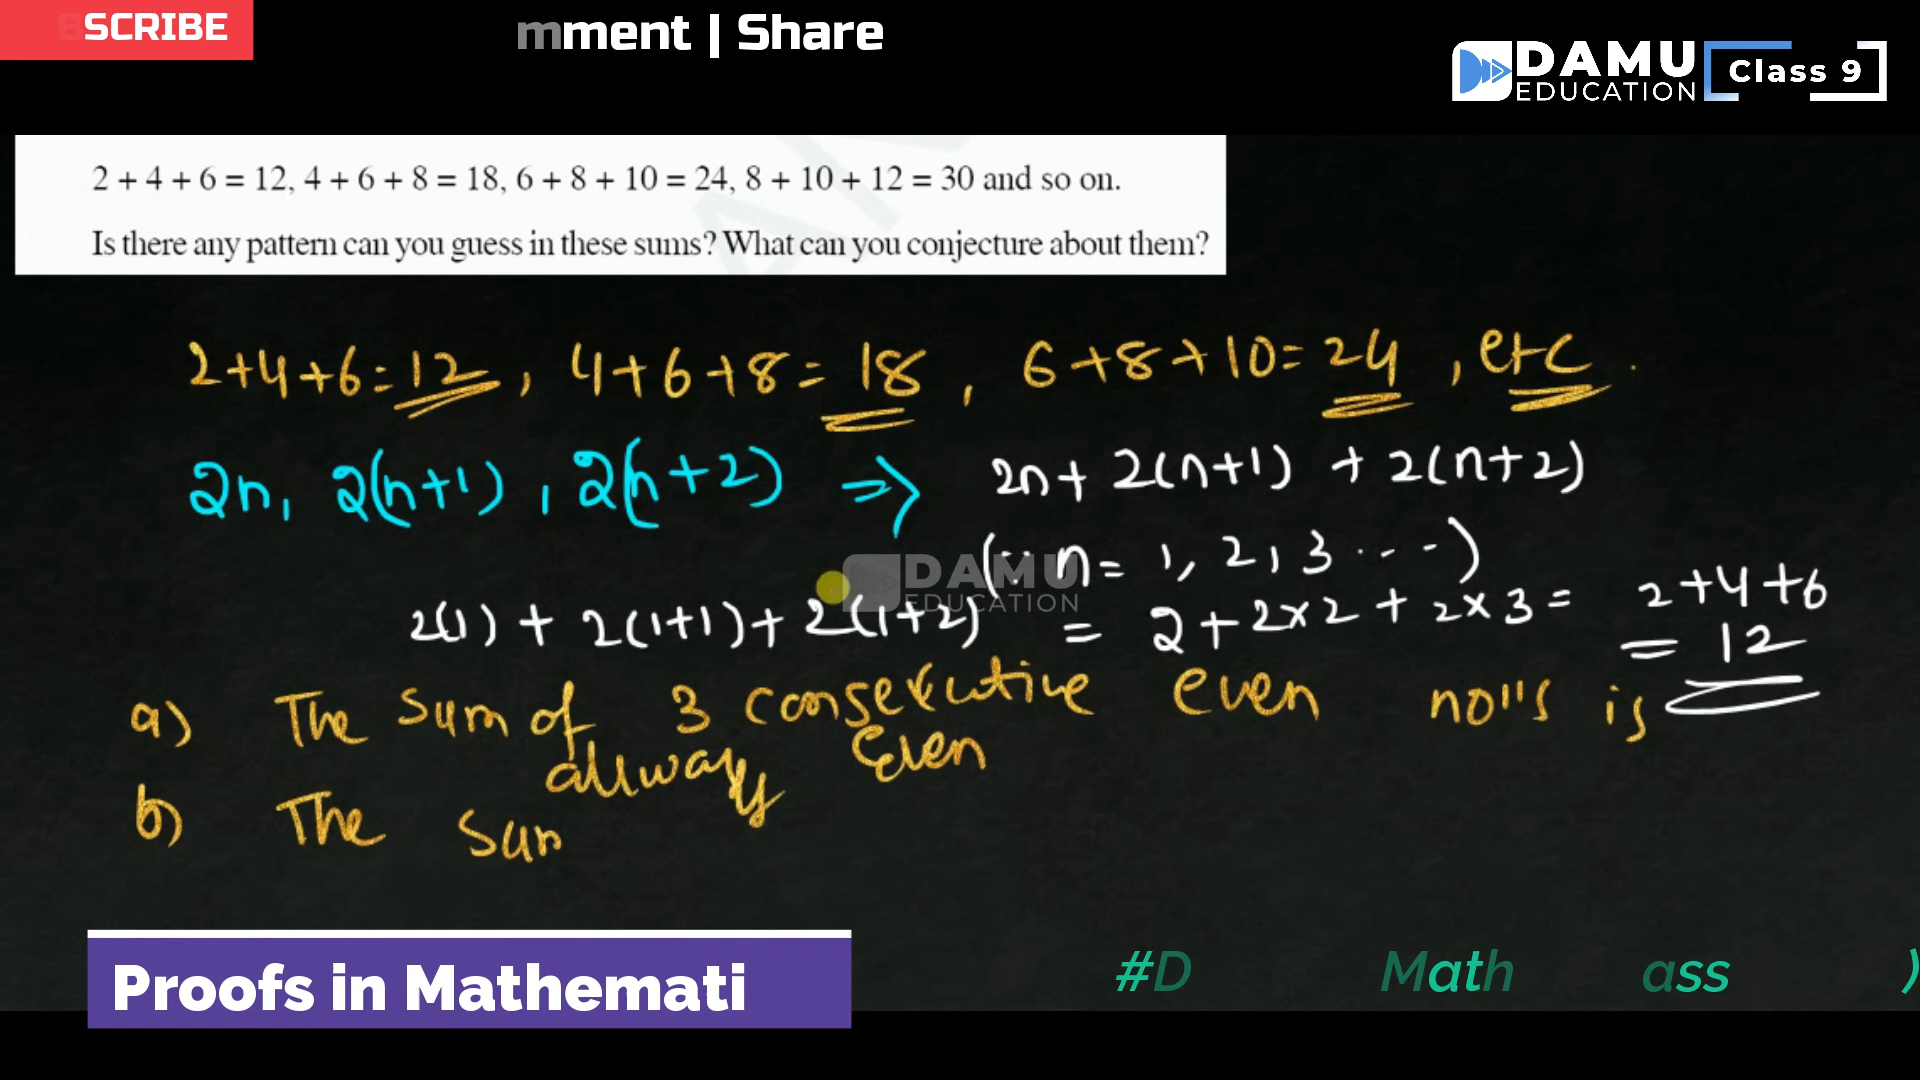 SCRIBE
mment | Share
DAMU
EDUCATION
Class 9
2 + 4 + 6 = 12, 4 + 6 + 8 = 18, 6 + 8 + 10 = 24, 8 + 10 + 12 = 30 and so on.
Is there any pattern can you guess in these sums? What can you conjecture about them?
2+4+6=12, 4+6+8=18, 6+8+10=24, etc.
2n, 2(n+1), 2(n+2) => 2n+2(n+1)+2(n+2)
(∵ n = 1, 2, 3 ...)
DAMU
EDUCATION
2(1)+2(1+1)+2(1+2) = 2+2×2+2×3= 2+4+6
= 12
a) The sum of 3 consekutive even no"s is
allways Even
b) The sum
Proofs in Mathemati
#D Math ass )